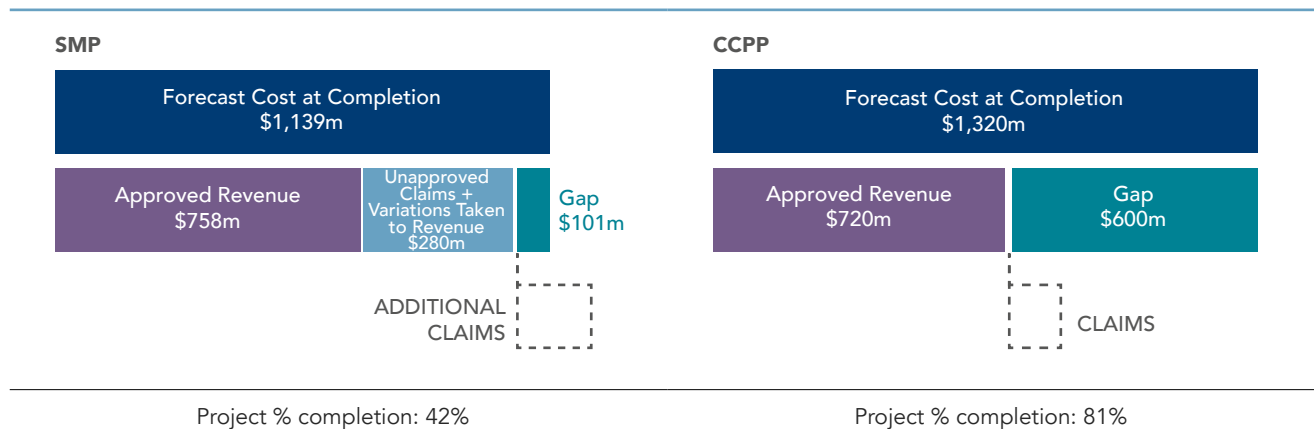 SMP
Forecast Cost at Completion
$1,139m
Approved Revenue
$758m
Unapproved
Claims +
Variations Taken
to Revenue
$280m
Gap
$101m
ADDITIONAL
CLAIMS
Project % completion: 42%
CCPP
Forecast Cost at Completion
$1,320m
Approved Revenue
$720m
Gap
$600m
CLAIMS
Project % completion: 81%